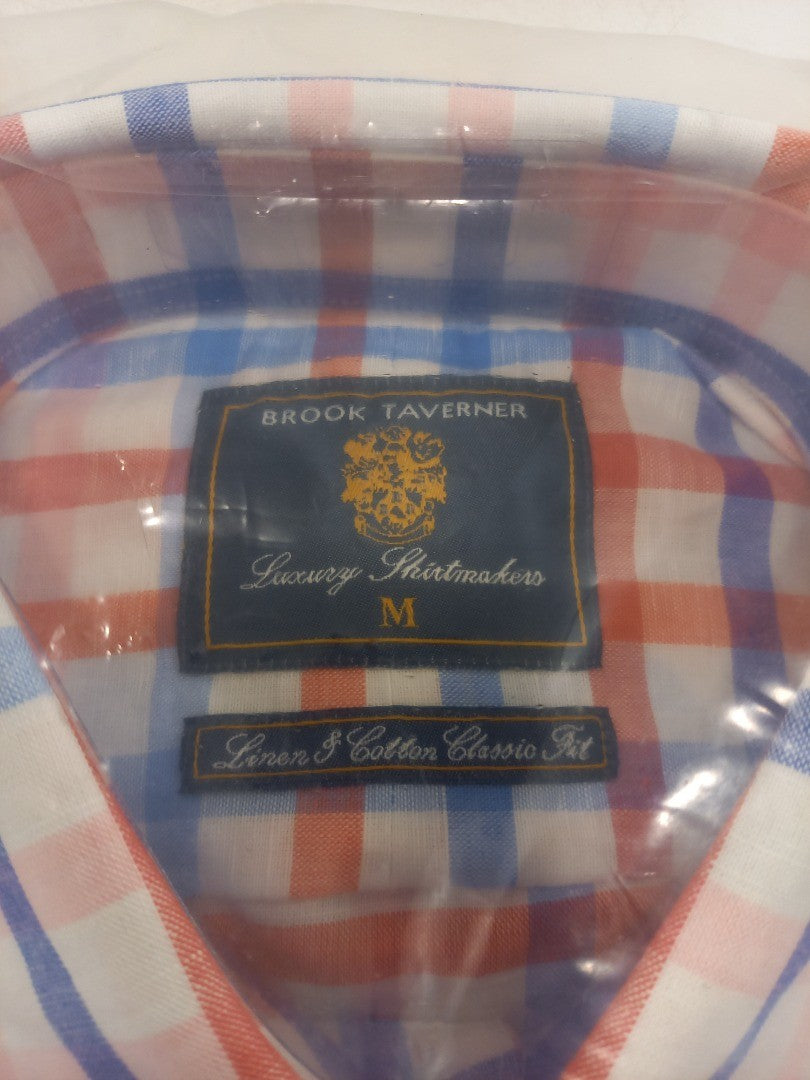 BROOK TAVERNER
Luxury Shirtmakers
M
Linen & Cotton Classic Fit